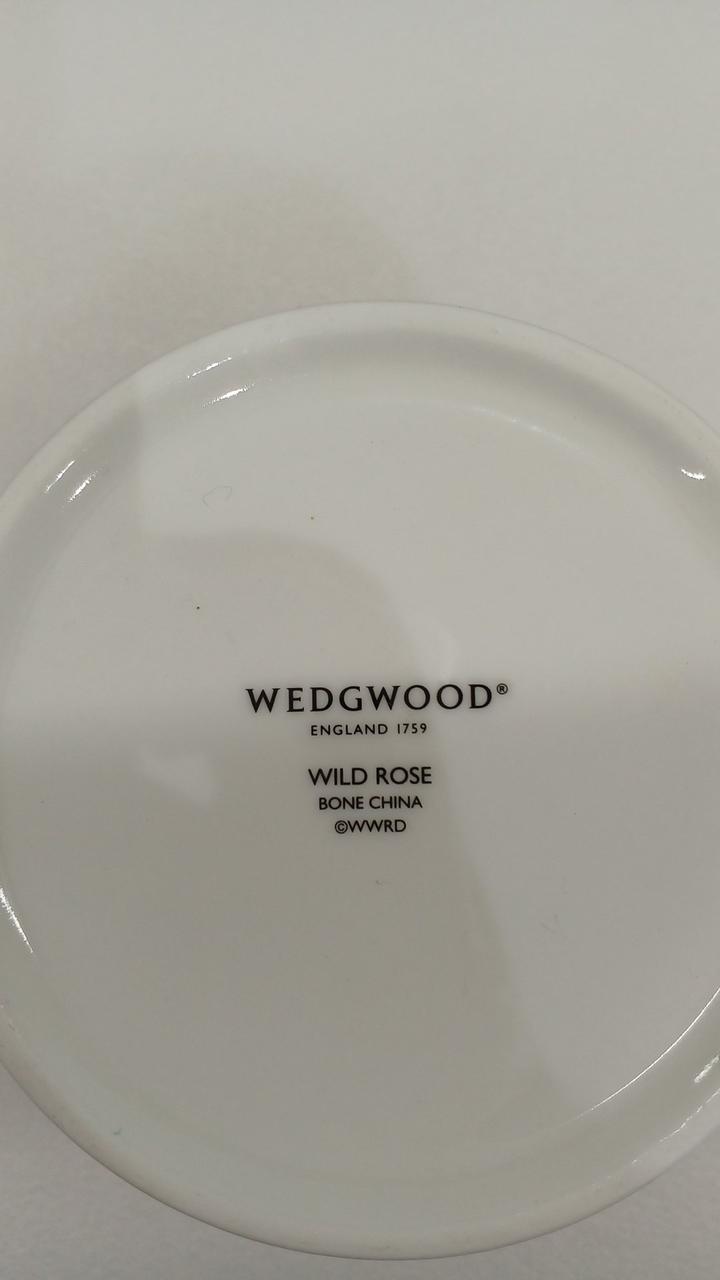 WEDGWOOD®
ENGLAND 1759
WILD ROSE
BONE CHINA
©WWRD